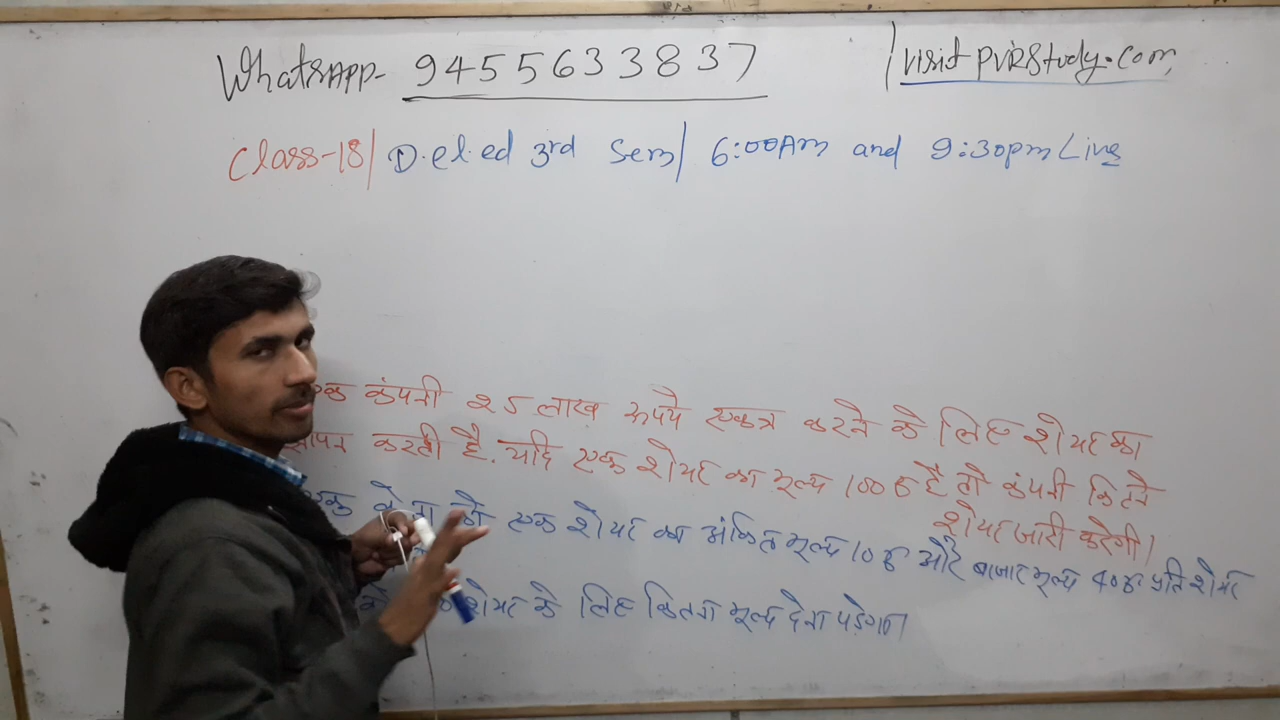 WhatsApp- 9455633837
visit PVRStudy.com
Class-18 | D.el.ed 3rd Sem | 6:00Am and 9:30pm Live
एक कंपनी 25 लाख रूपये एकत्र करने के लिए शेयर का
करती है. यदि एक शेयर का मूल्य 100 रु है तो कंपनी कितने
शेयर जारी करेगी।
एक शेयर का अंकित मूल्य 10 रु और बाजार मूल्य 40 रु प्रति शेयर
शेयर के लिए कितना मूल्य देना पड़ेगा